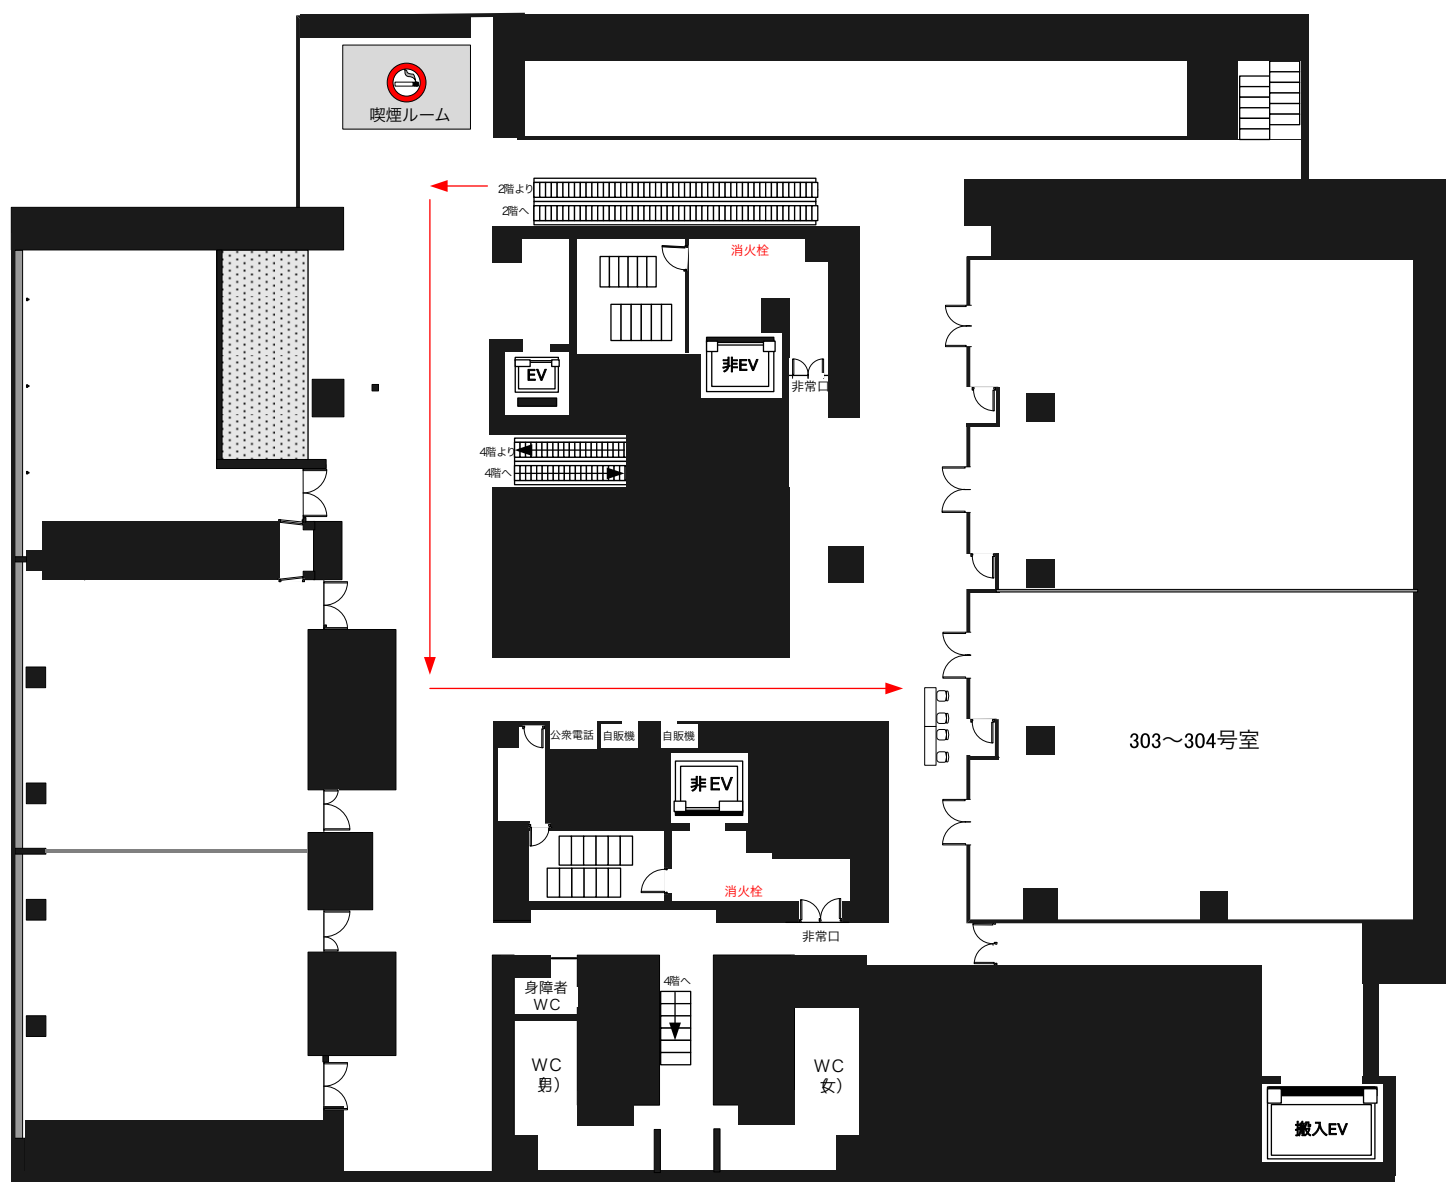 喫煙ルーム
2階より
2階へ
消火栓
非EV
EV
非常口
4階より
4階へ
公衆電話
自販機
自販機
303～304号室
非EV
消火栓
非常口
4階へ
身障者
WC
WC
男）
WC
女）
搬入EV